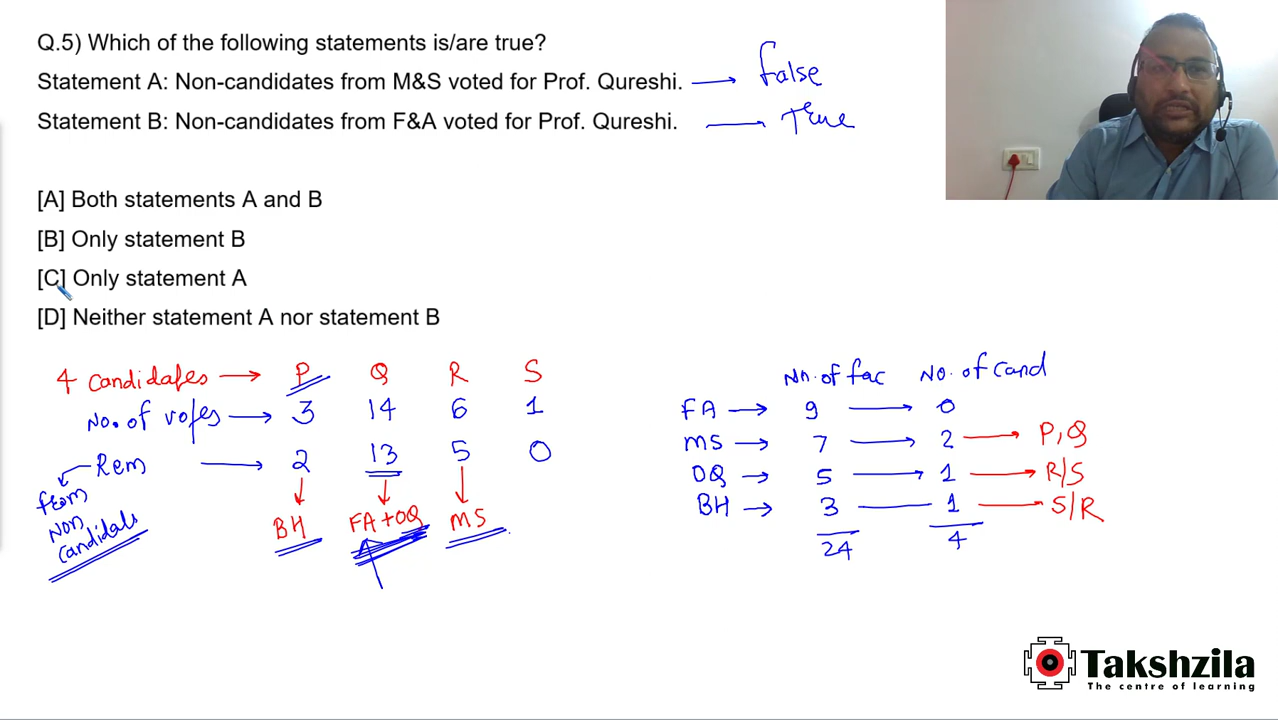 Q.5) Which of the following statements is/are true?
Statement A: Non-candidates from M&S voted for Prof. Qureshi. → false
Statement B: Non-candidates from F&A voted for Prof. Qureshi. → True
[A] Both statements A and B
[B] Only statement B
[C] Only statement A
[D] Neither statement A nor statement B
4 candidates → P Q R S
No. of votes → 3 14 6 1
Rem → 2 13 5 0
from
non
candidals
BH FA+OQ MS
No. of fac No. of cand
FA → 9 → 0
MS → 7 → 2 → P,Q
OQ → 5 → 1 → R/S
BH → 3 — 1 → S/R
24 4
Takshzila
The centre of learning